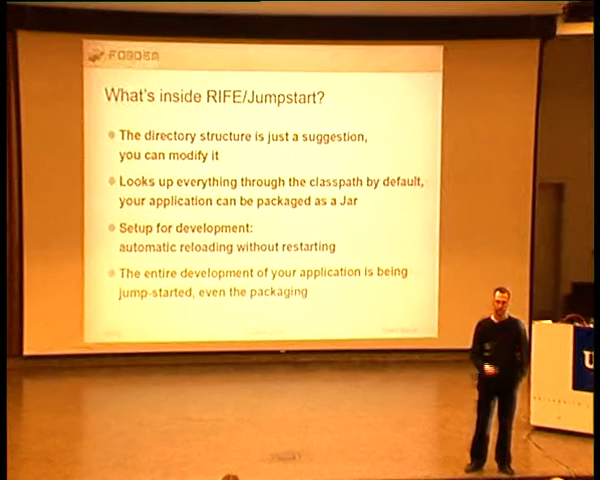 FOSDEM
What's inside RIFE/Jumpstart?
The directory structure is just a suggestion,
you can modify it
Looks up everything through the classpath by default,
your application can be packaged as a Jar
Setup for development:
automatic reloading without restarting
The entire development of your application is being
jump-started, even the packaging
U